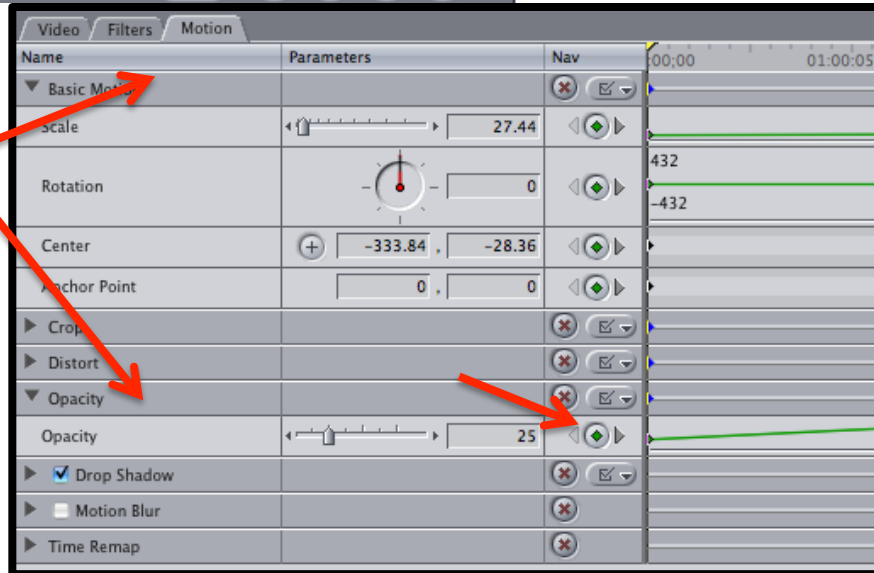 Video Filters Motion
Name Parameters Nav :00;00 01:00:05
Basic Motion
Scale 27.44
432
Rotation 0
-432
Center -333.84 , -28.36
Anchor Point 0 , 0
Crop
Distort
Opacity
Opacity 25
Drop Shadow
Motion Blur
Time Remap